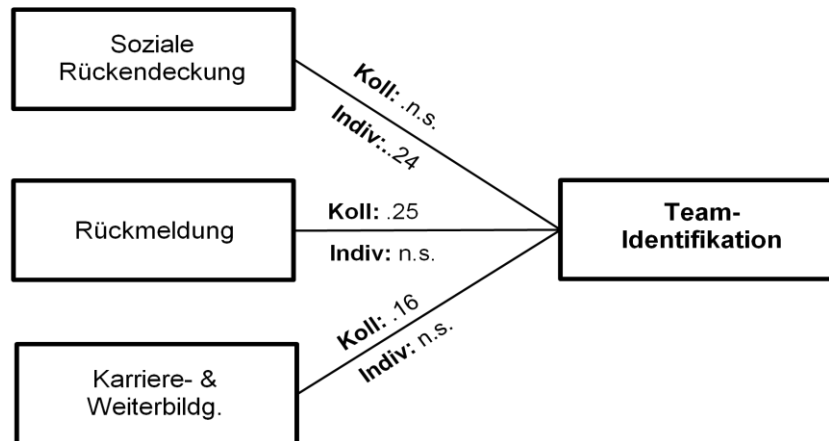 Soziale
Rückendeckung
Koll: .n.s.
Indiv:..24
Rückmeldung
Koll: .25
Indiv: n.s.
Team-
Identifikation
Karriere- &
Weiterbildg.
Koll: .16
Indiv: n.s.